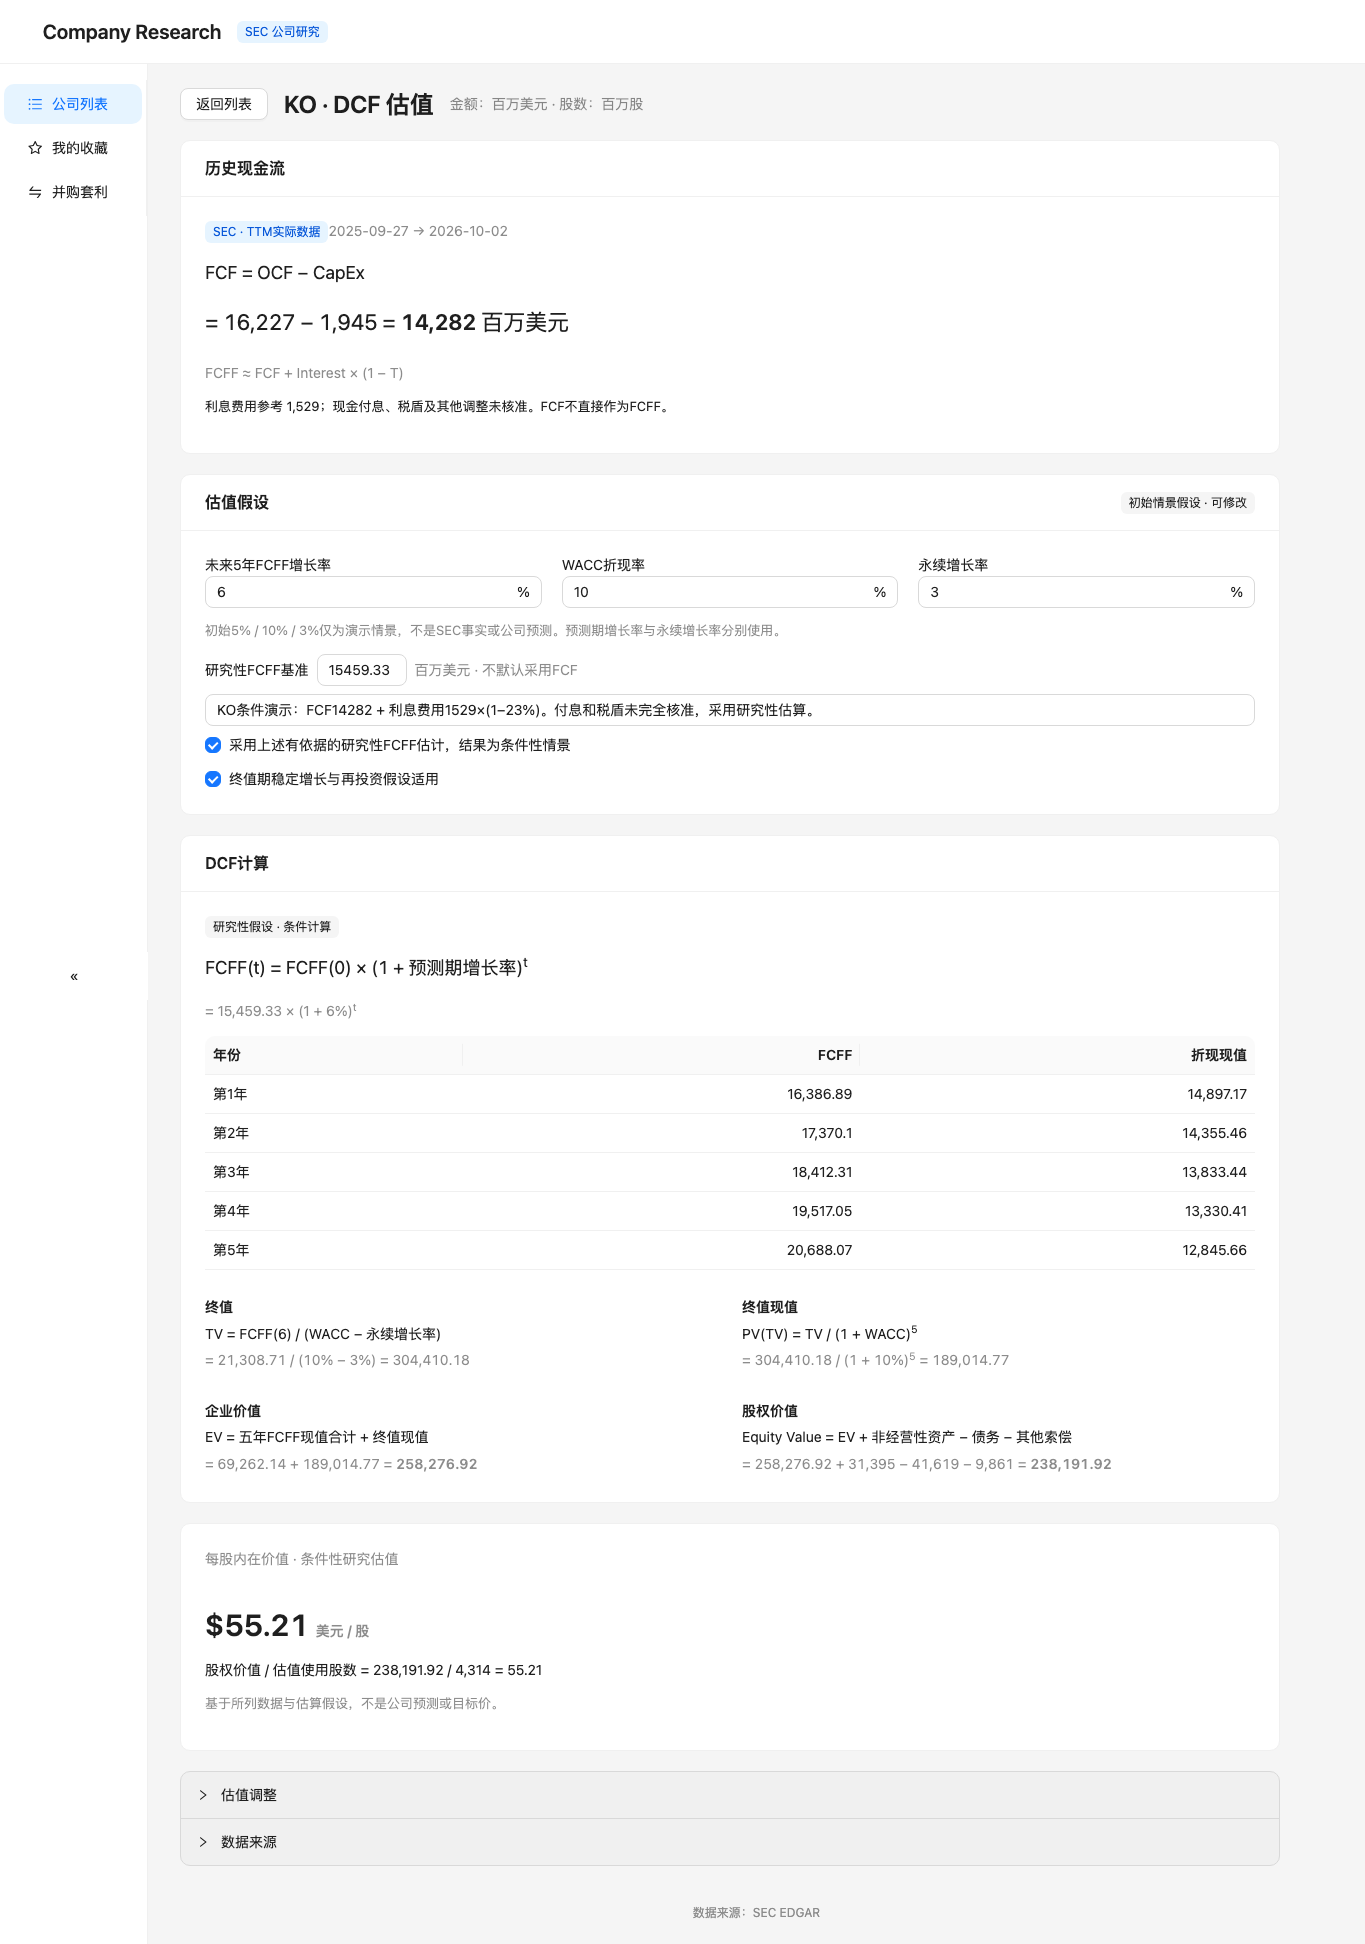 Company Research SEC 公司研究
公司列表
我的收藏
并购套利
«
返回列表 KO · DCF 估值 金额：百万美元 · 股数：百万股
历史现金流
SEC · TTM实际数据 2025-09-27 → 2026-10-02
FCF = OCF − CapEx
= 16,227 − 1,945 = 14,282 百万美元
FCFF ≈ FCF + Interest × (1 − T)
利息费用参考 1,529；现金付息、税盾及其他调整未核准。FCF不直接作为FCFF。
估值假设 初始情景假设 · 可修改
未来5年FCFF增长率 WACC折现率 永续增长率
6 % 10 % 3 %
初始5% / 10% / 3%仅为演示情景，不是SEC事实或公司预测。预测期增长率与永续增长率分别使用。
研究性FCFF基准 15459.33 百万美元 · 不默认采用FCF
KO条件演示：FCF14282 + 利息费用1529×(1−23%)。付息和税盾未完全核准，采用研究性估算。
采用上述有依据的研究性FCFF估计，结果为条件性情景
终值期稳定增长与再投资假设适用
DCF计算
研究性假设 · 条件计算
FCFF(t) = FCFF(0) × (1 + 预测期增长率)ᵗ
= 15,459.33 × (1 + 6%)ᵗ
年份 FCFF 折现现值
第1年 16,386.89 14,897.17
第2年 17,370.1 14,355.46
第3年 18,412.31 13,833.44
第4年 19,517.05 13,330.41
第5年 20,688.07 12,845.66
终值
TV = FCFF(6) / (WACC − 永续增长率)
= 21,308.71 / (10% − 3%) = 304,410.18
终值现值
PV(TV) = TV / (1 + WACC)⁵
= 304,410.18 / (1 + 10%)⁵ = 189,014.77
企业价值
EV = 五年FCFF现值合计 + 终值现值
= 69,262.14 + 189,014.77 = 258,276.92
股权价值
Equity Value = EV + 非经营性资产 − 债务 − 其他索偿
= 258,276.92 + 31,395 − 41,619 − 9,861 = 238,191.92
每股内在价值 · 条件性研究估值
$55.21 美元 / 股
股权价值 / 估值使用股数 = 238,191.92 / 4,314 = 55.21
基于所列数据与估算假设，不是公司预测或目标价。
估值调整
数据来源
数据来源：SEC EDGAR